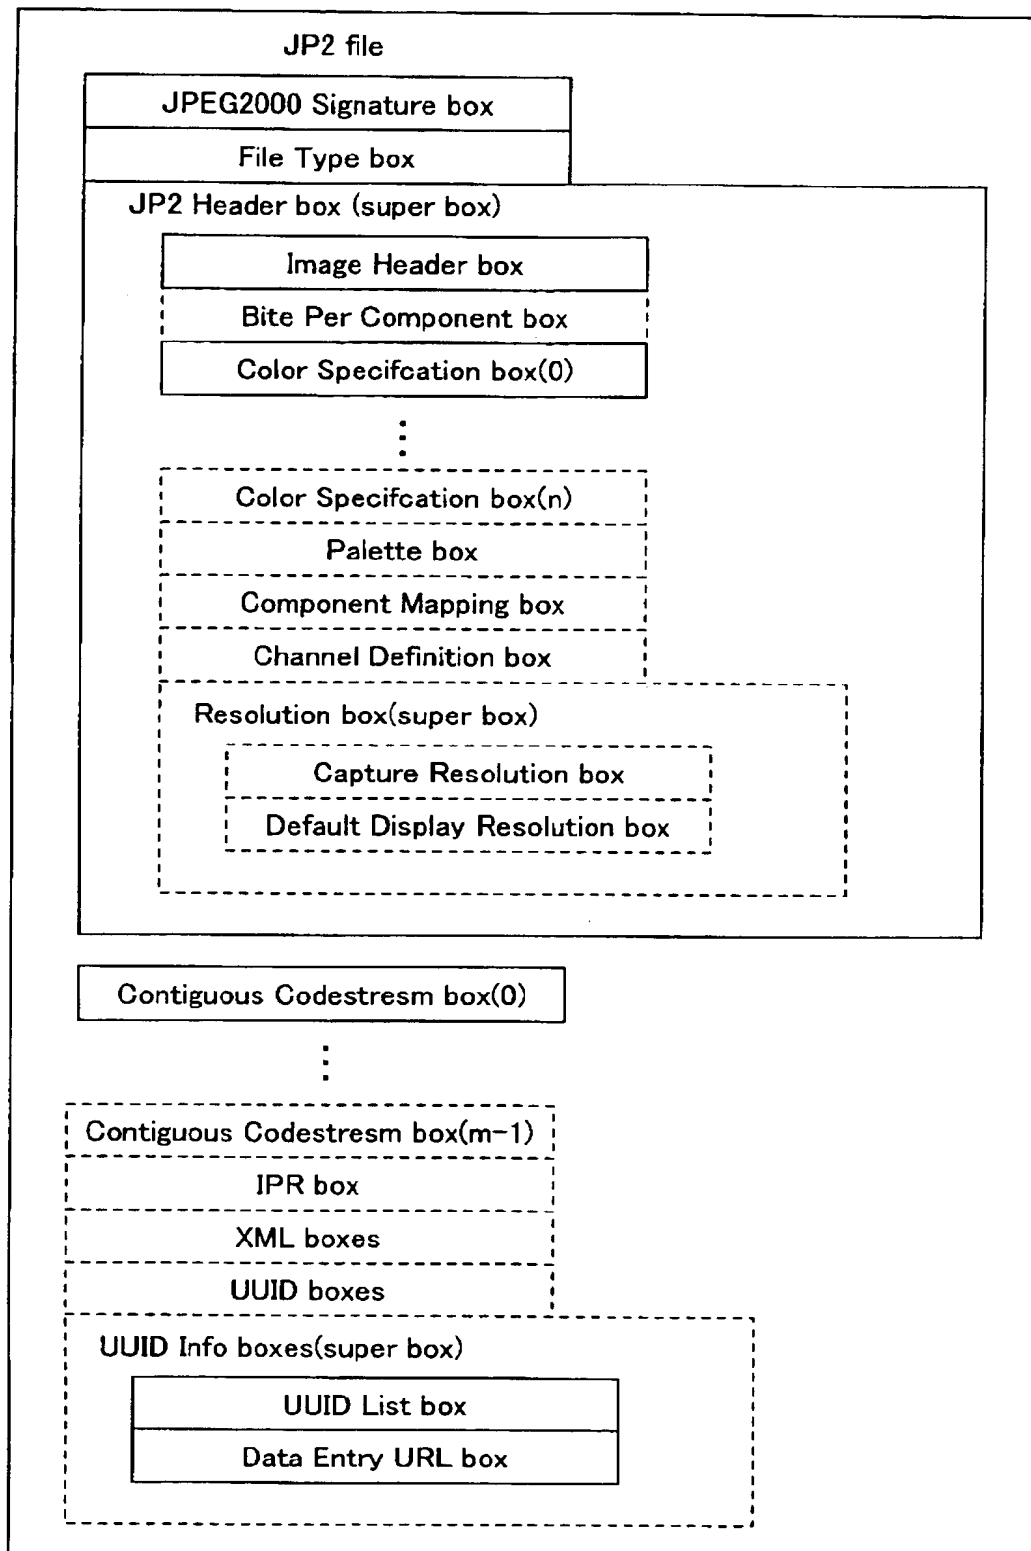 JP2 file
JPEG2000 Signature box
File Type box
JP2 Header box (super box)
Image Header box
Bite Per Component box
Color Specifcation box(0)
Color Specifcation box(n)
Palette box
Component Mapping box
Channel Definition box
Resolution box(super box)
Capture Resolution box
Default Display Resolution box
Contiguous Codestresm box(0)
Contiguous Codestresm box(m-1)
IPR box
XML boxes
UUID boxes
UUID Info boxes(super box)
UUID List box
Data Entry URL box